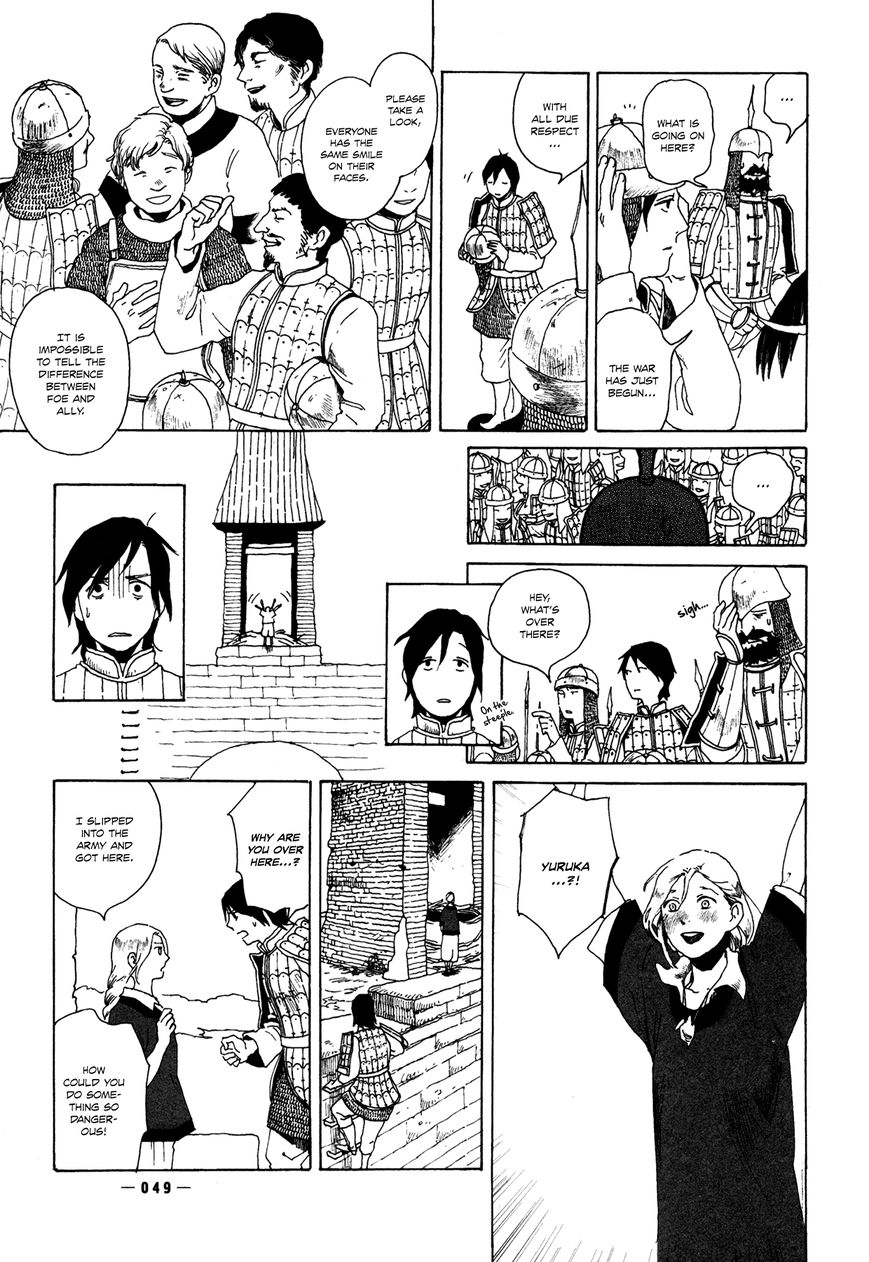 ...
WHAT IS
GOING ON
HERE?
THE WAR
HAS JUST
BEGUN...
WITH
ALL DUE
RESPECT
...
PLEASE
TAKE A
LOOK,
EVERYONE
HAS THE
SAME SMILE
ON THEIR
FACES.
IT IS
IMPOSSIBLE
TO TELL THE
DIFFERENCE
BETWEEN
FOE AND
ALLY.
...
sigh...
HEY,
WHAT'S
OVER
THERE?
On the
steeple.
YURUKA
...?!
WHY ARE
YOU OVER
HERE...?
I SLIPPED
INTO THE
ARMY AND
GOT HERE.
HOW
COULD YOU
DO SOME-
THING SO
DANGER-
OUS!
— 049 —